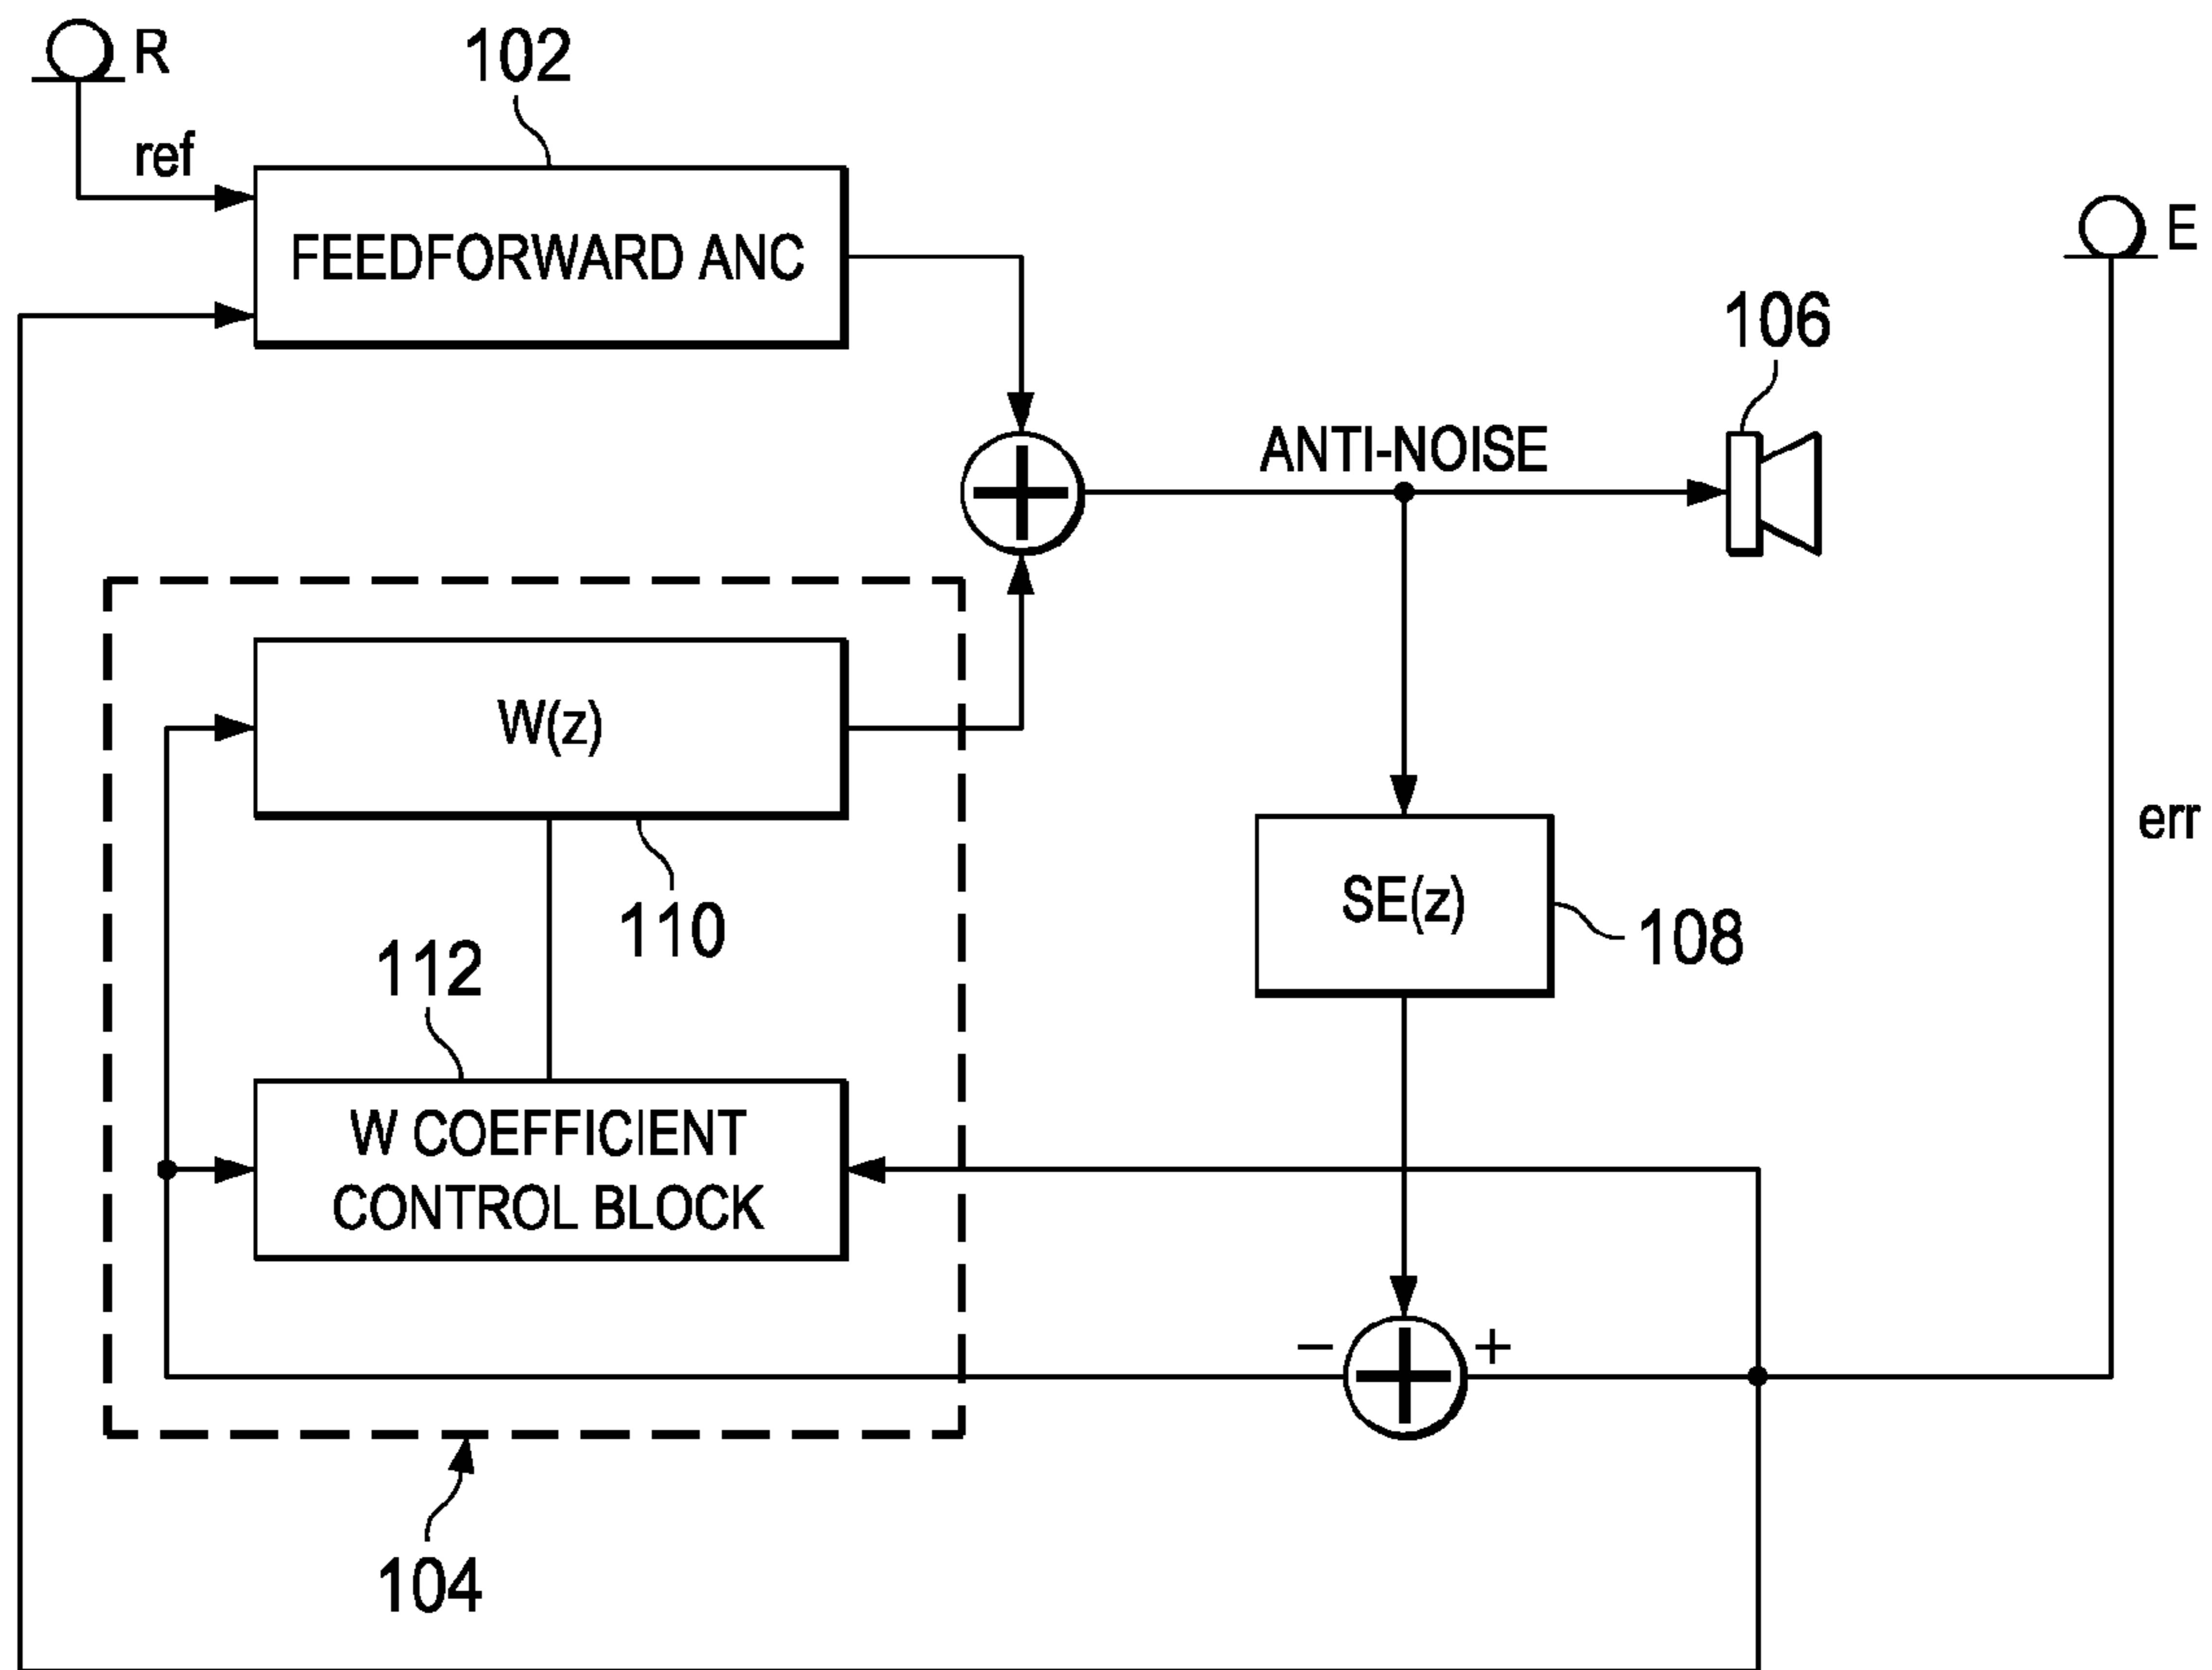 R
102
ref
FEEDFORWARD ANC
E
106
ANTI-NOISE
W(z)
err
SE(z)
110
108
112
W COEFFICIENT
CONTROL BLOCK
− +
104